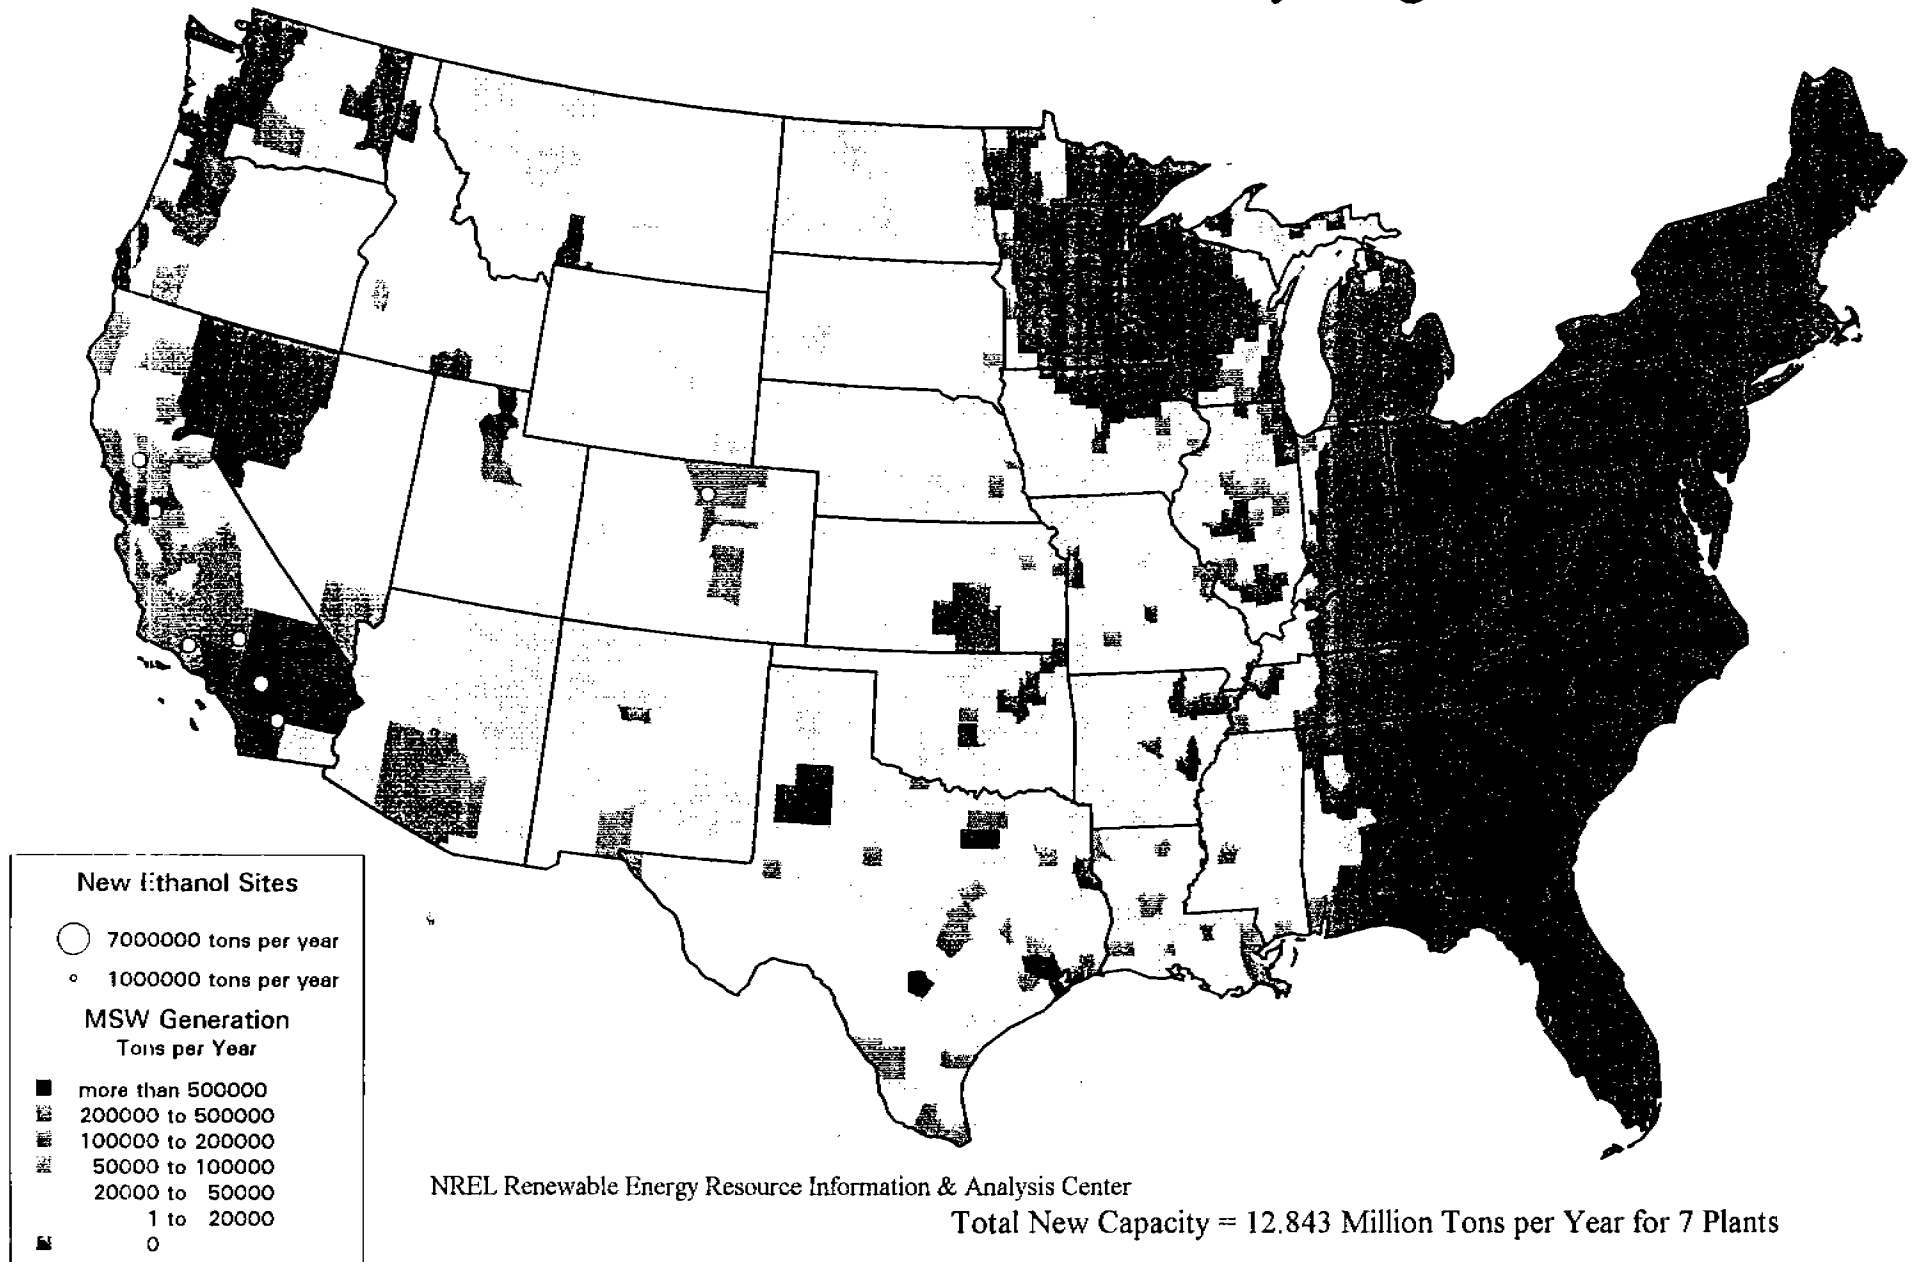 New Ethanol Sites
7000000 tons per year
1000000 tons per year
MSW Generation
Tons per Year
more than 500000
200000 to 500000
100000 to 200000
50000 to 100000
20000 to 50000
1 to 20000
0
NREL Renewable Energy Resource Information & Analysis Center
Total New Capacity = 12.843 Million Tons per Year for 7 Plants